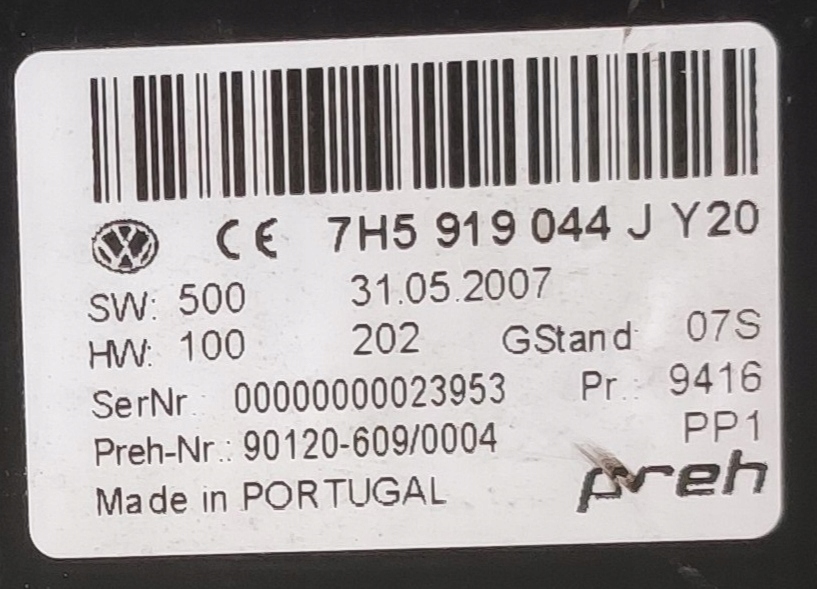 CE 7H5 919 044 J Y20
SW: 500 31.05.2007
HW: 100 202 GStand 07S
SerNr.: 00000000023953 Pr.: 9416
Preh-Nr.: 90120-609/0004 PP1
Made in PORTUGAL preh